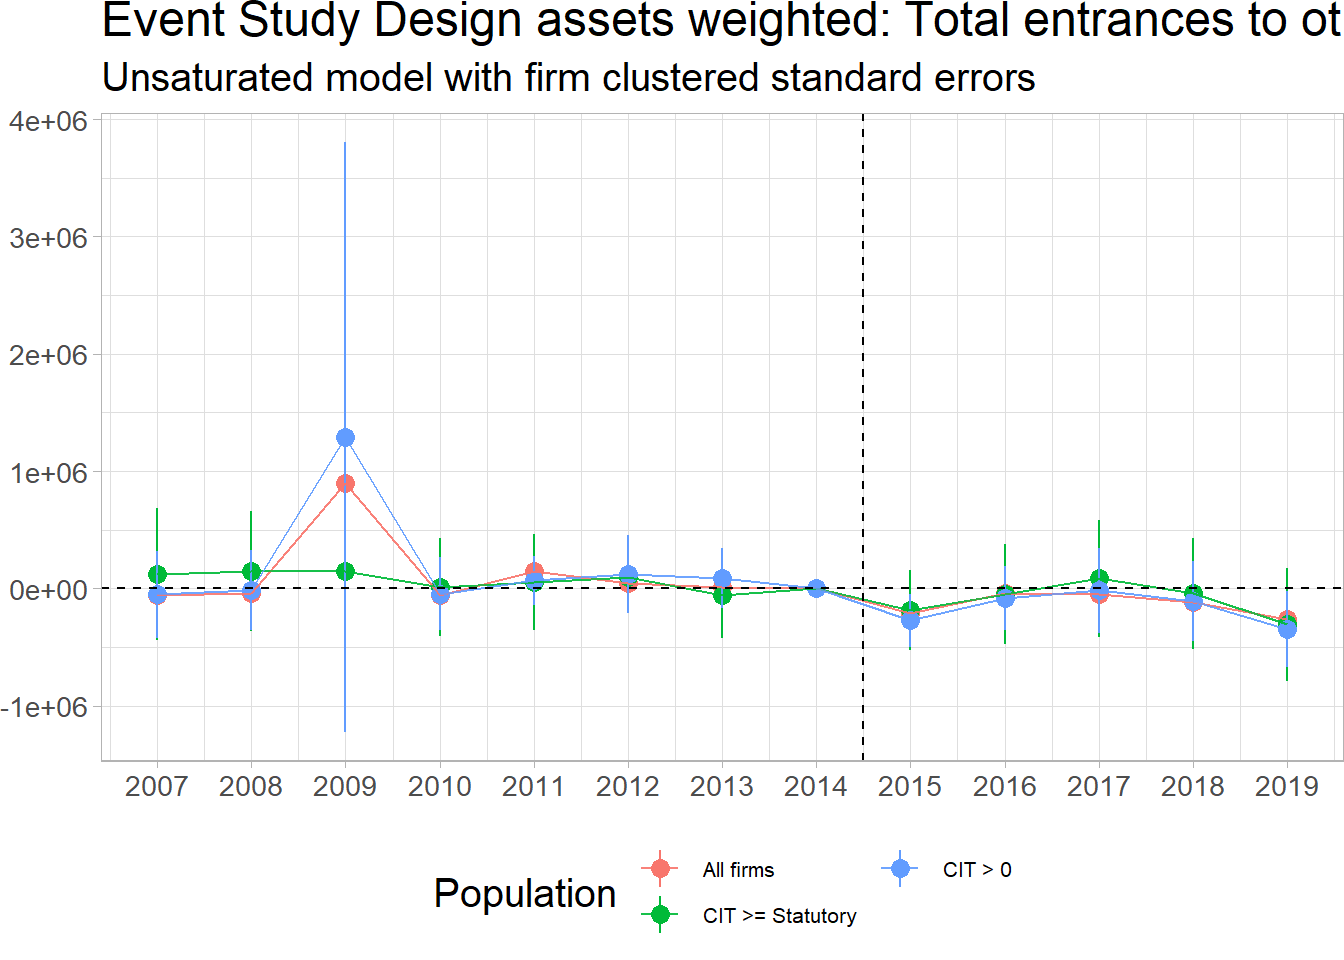 Event Study Design assets weighted: Total entrances to ot
Unsaturated model with firm clustered standard errors
4e+06
3e+06
2e+06
1e+06
0e+00
-1e+06
2007 2008 2009 2010 2011 2012 2013 2014 2015 2016 2017 2018 2019
Population
All firms
CIT >= Statutory
CIT > 0